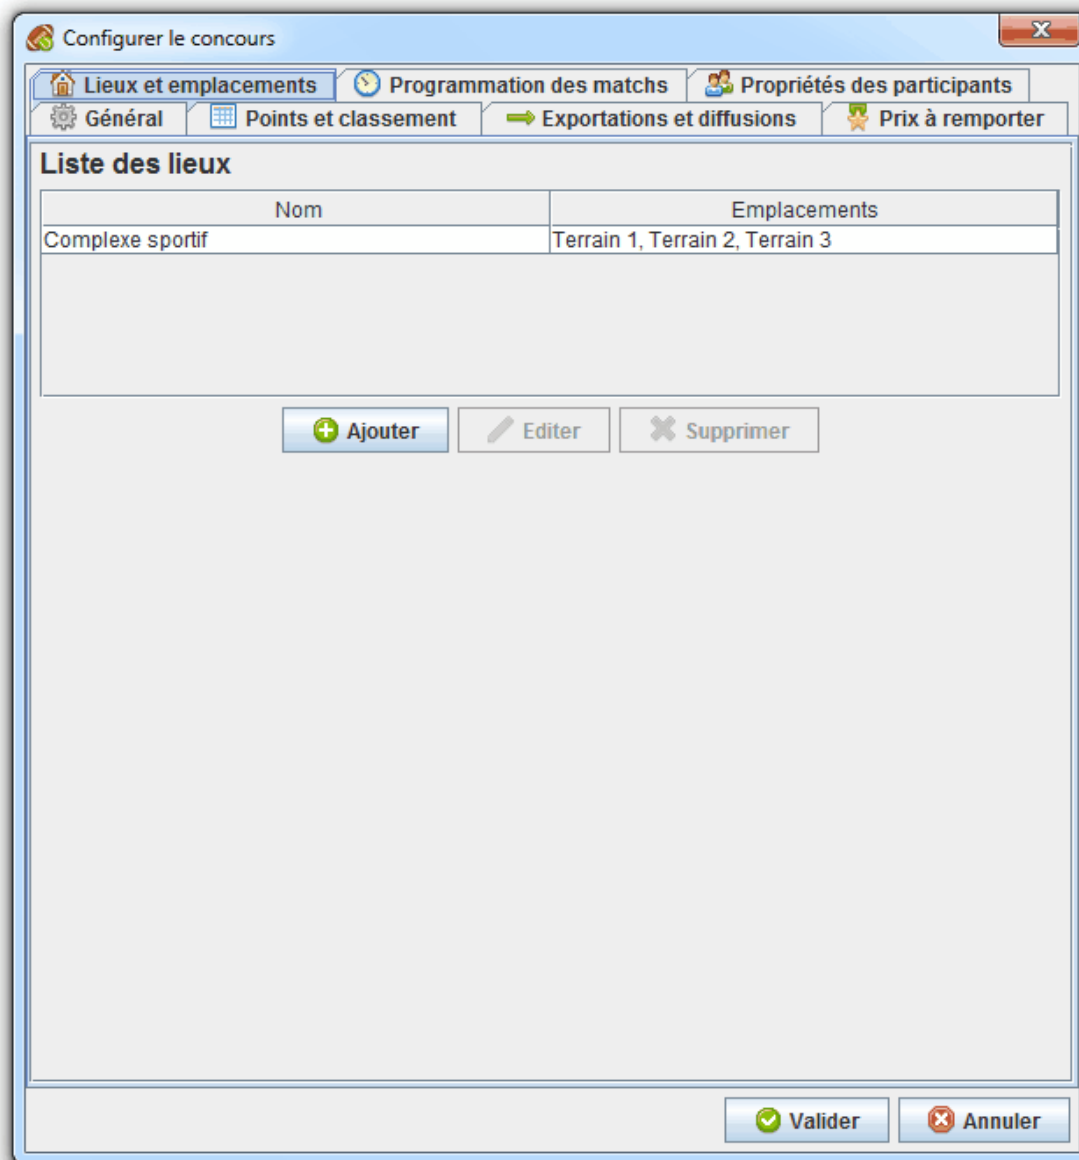 Configurer le concours
Lieux et emplacements Programmation des matchs Propriétés des participants
Général Points et classement Exportations et diffusions Prix à remporter
Liste des lieux
Nom Emplacements
Complexe sportif Terrain 1, Terrain 2, Terrain 3
Ajouter Editer Supprimer
Valider Annuler